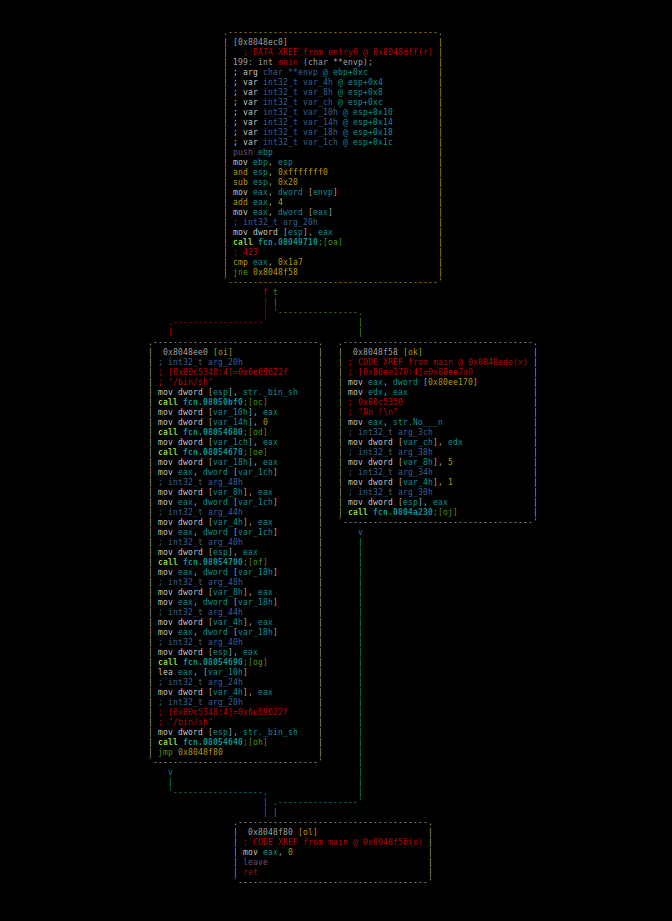 [0x8048ec0]
; DATA XREF from entry0 @ 0x8048dff(r)
199: int main (char **envp);
; arg char **envp @ ebp+0xc
; var int32_t var_4h @ esp+0x4
; var int32_t var_8h @ esp+0x8
; var int32_t var_ch @ esp+0xc
; var int32_t var_10h @ esp+0x10
; var int32_t var_14h @ esp+0x14
; var int32_t var_18h @ esp+0x18
; var int32_t var_1ch @ esp+0x1c
push ebp
mov ebp, esp
and esp, 0xfffffff0
sub esp, 0x20
mov eax, dword [envp]
add eax, 4
mov eax, dword [eax]
; int32_t arg_20h
mov dword [esp], eax
call fcn.08049710;[oa]
; 423
cmp eax, 0x1a7
jne 0x8048f58
f t
0x8048ee0 [oi]
; int32_t arg_20h
; [0x80c5348:4]=0x6e69622f
; "/bin/sh"
mov dword [esp], str._bin_sh
call fcn.08050bf0;[oc]
mov dword [var_10h], eax
mov dword [var_14h], 0
call fcn.08054680;[od]
mov dword [var_1ch], eax
call fcn.08054670;[oe]
mov dword [var_18h], eax
mov eax, dword [var_1ch]
; int32_t arg_48h
mov dword [var_8h], eax
mov eax, dword [var_1ch]
; int32_t arg_44h
mov dword [var_4h], eax
mov eax, dword [var_1ch]
; int32_t arg_40h
mov dword [esp], eax
call fcn.08054700;[of]
mov eax, dword [var_18h]
; int32_t arg_48h
mov dword [var_8h], eax
mov eax, dword [var_18h]
; int32_t arg_44h
mov dword [var_4h], eax
mov eax, dword [var_18h]
; int32_t arg_40h
mov dword [esp], eax
call fcn.08054690;[og]
lea eax, [var_10h]
; int32_t arg_24h
mov dword [var_4h], eax
; int32_t arg_20h
; [0x80c5348:4]=0x6e69622f
; "/bin/sh"
mov dword [esp], str._bin_sh
call fcn.08054640;[oh]
jmp 0x8048f80
v
0x8048f58 [ok]
; CODE XREF from main @ 0x8048ede(x)
; [0x80ee170:4]=0x80ee7a0
mov eax, dword [0x80ee170]
mov edx, eax
; 0x80c5350
; "No !\n"
mov eax, str.No___n
; int32_t arg_3ch
mov dword [var_ch], edx
; int32_t arg_38h
mov dword [var_8h], 5
; int32_t arg_34h
mov dword [var_4h], 1
; int32_t arg_30h
mov dword [esp], eax
call fcn.0804a230;[oj]
v
0x8048f80 [ol]
; CODE XREF from main @ 0x8048f56(x)
mov eax, 0
leave
ret